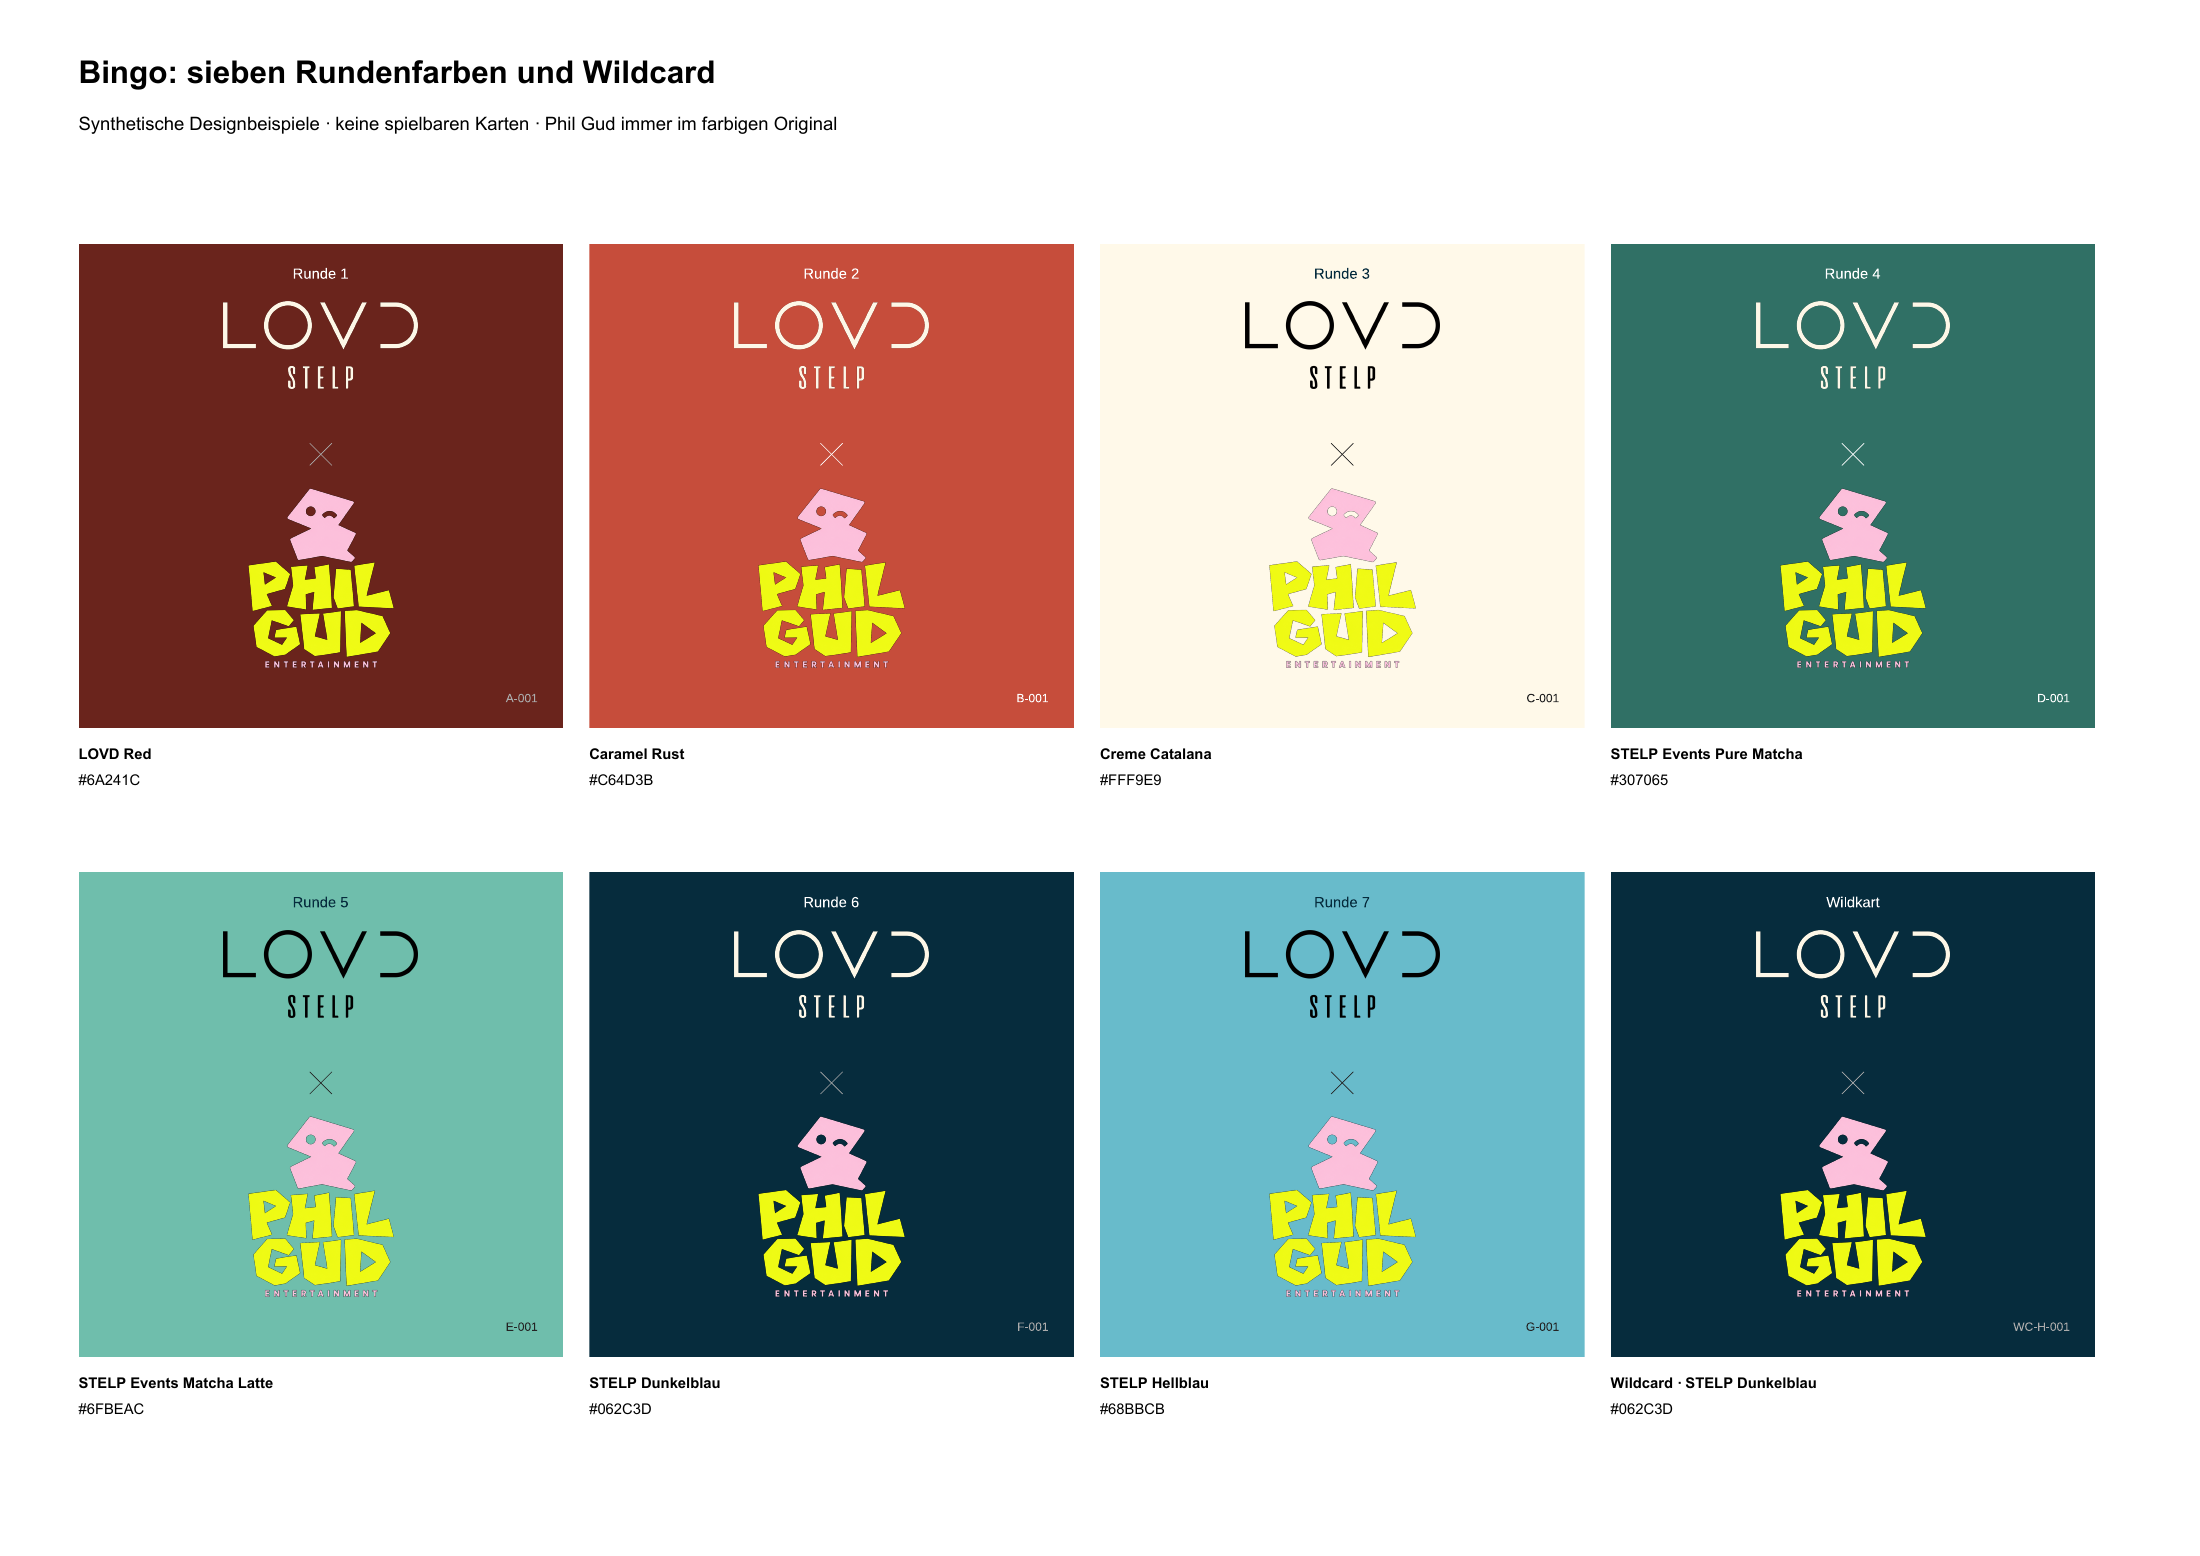 Bingo: sieben Rundenfarben und Wildcard
Synthetische Designbeispiele · keine spielbaren Karten · Phil Gud immer im farbigen Original
Runde 1
LOVD
STELP
PHIL
GUD
ENTERTAINMENT
A-001
LOVD Red
#6A241C
Runde 2
LOVD
STELP
PHIL
GUD
ENTERTAINMENT
B-001
Caramel Rust
#C64D3B
Runde 3
LOVD
STELP
PHIL
GUD
ENTERTAINMENT
C-001
Creme Catalana
#FFF9E9
Runde 4
LOVD
STELP
PHIL
GUD
ENTERTAINMENT
D-001
STELP Events Pure Matcha
#307065
Runde 5
LOVD
STELP
PHIL
GUD
ENTERTAINMENT
E-001
STELP Events Matcha Latte
#6FBEAC
Runde 6
LOVD
STELP
PHIL
GUD
ENTERTAINMENT
F-001
STELP Dunkelblau
#062C3D
Runde 7
LOVD
STELP
PHIL
GUD
ENTERTAINMENT
G-001
STELP Hellblau
#68BBCB
Wildkart
LOVD
STELP
PHIL
GUD
ENTERTAINMENT
WC-H-001
Wildcard · STELP Dunkelblau
#062C3D